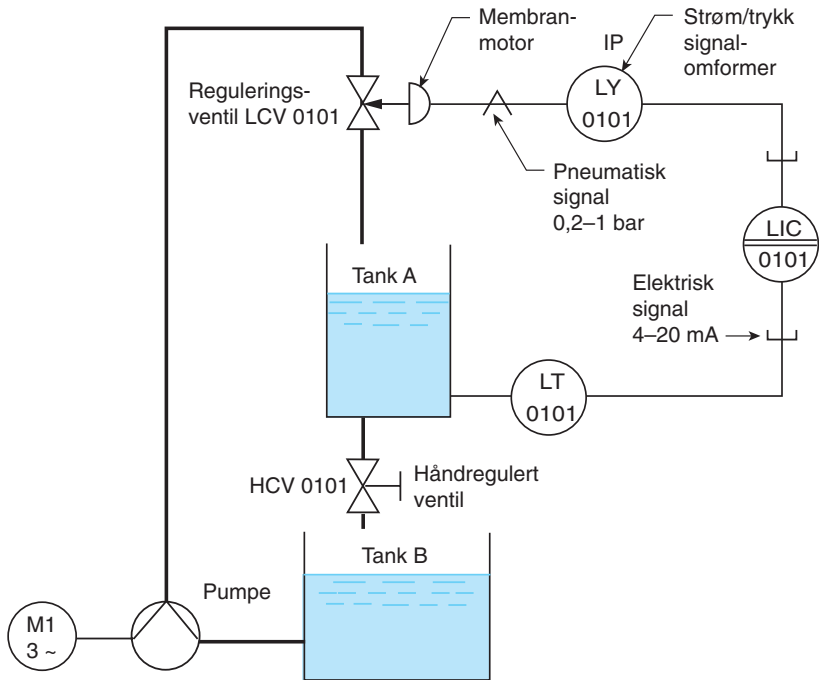 Membran-
motor
IP
Strøm/trykk
signal-
omformer
Regulerings-
ventil LCV 0101
LY
0101
Pneumatisk
signal
0,2–1 bar
LIC
0101
Tank A
Elektrisk
signal
4–20 mA
LT
0101
HCV 0101
Håndregulert
ventil
Tank B
Pumpe
M1
3 ~